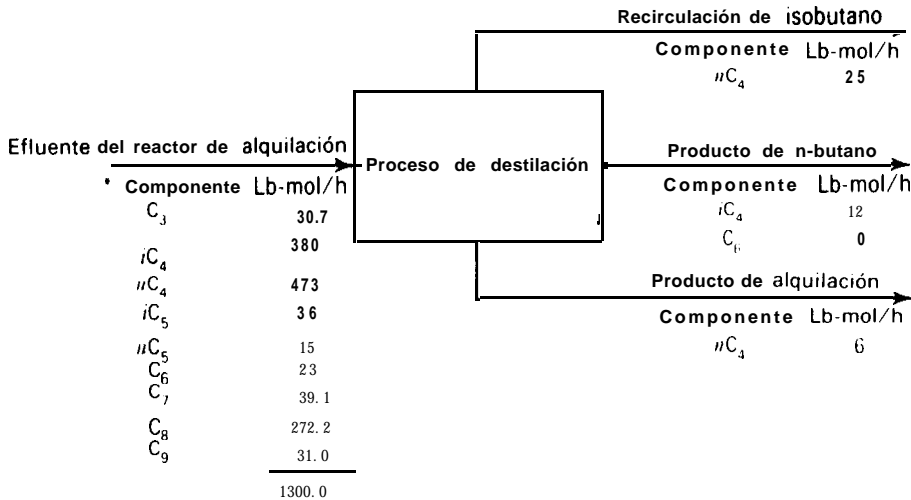 Recirculación de isobutano
Componente Lb-mol/h
nC₄ 25
Efluente del reactor de alquilación
Componente Lb-mol/h
C₃ 30.7
iC₄ 380
nC₄ 473
iC₅ 36
nC₅ 15
C₆ 23
C₇ 39.1
C₈ 272.2
C₉ 31.0
1300.0
Proceso de destilación
Producto de n-butano
Componente Lb-mol/h
iC₄ 12
C₆ 0
Producto de alquilación
Componente Lb-mol/h
nC₄ 6